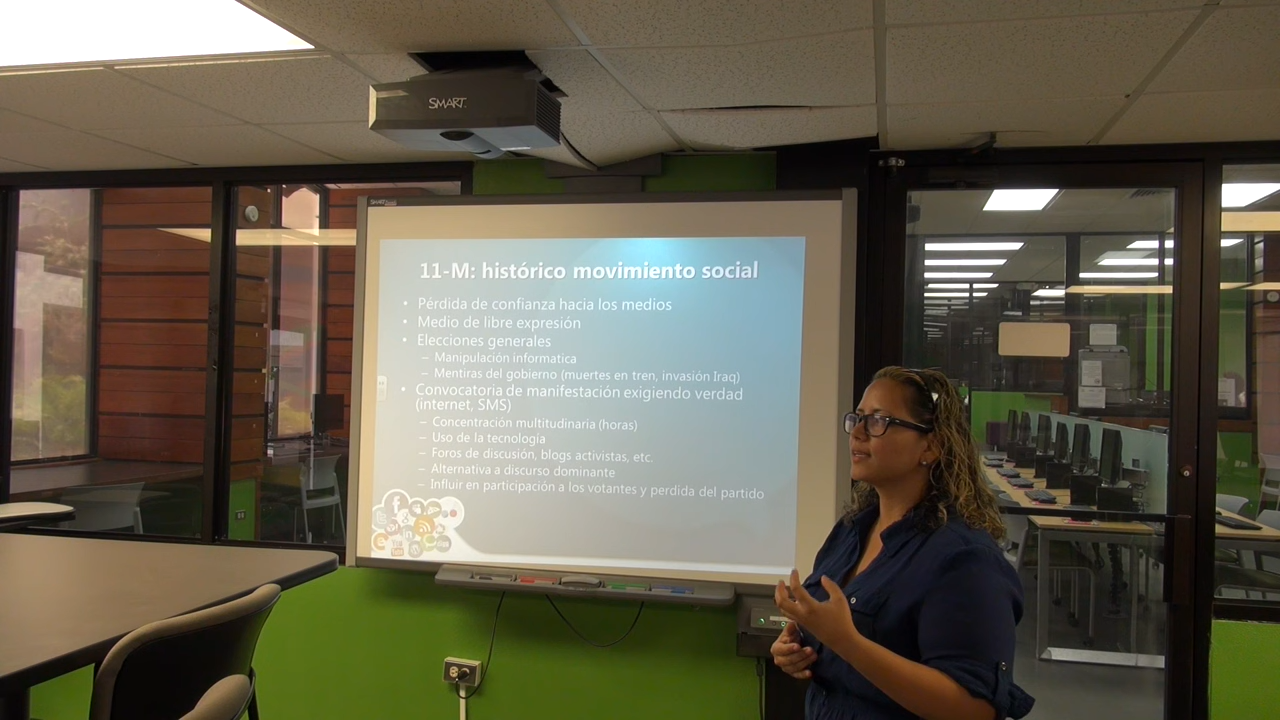 SMART
SMART
11-M: histórico movimiento social
• Pérdida de confianza hacia los medios
• Medio de libre expresión
• Elecciones generales
– Manipulación informatica
– Mentiras del gobierno (muertes en tren, invasión Iraq)
• Convocatoria de manifestación exigiendo verdad
(internet, SMS)
– Concentración multitudinaria (horas)
– Uso de la tecnología
– Foros de discusión, blogs activistas, etc.
– Alternativa a discurso dominante
– Influir en participación a los votantes y perdida del partido